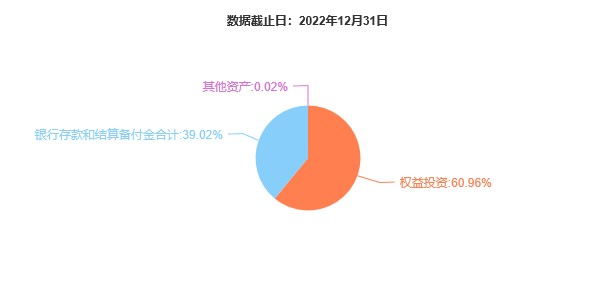 数据截止日：2022年12月31日
其他资产:0.02%
银行存款和结算备付金合计:39.02%
权益投资:60.96%